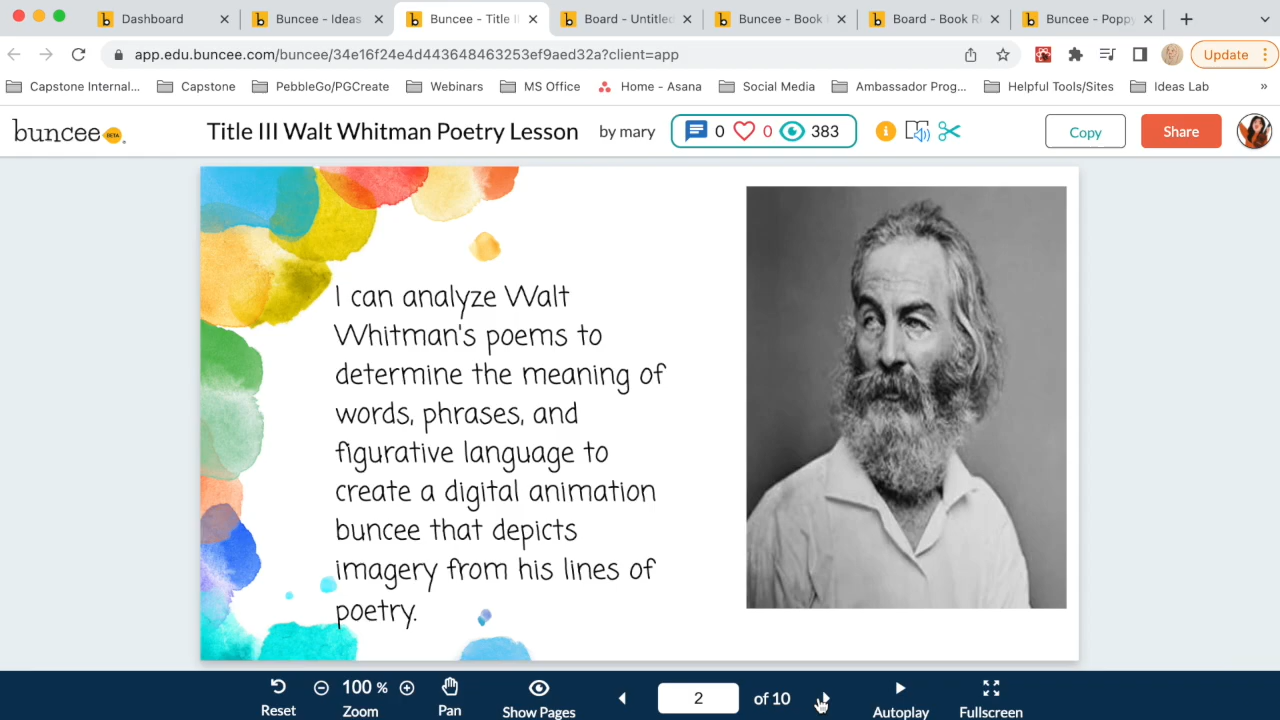 Dashboard
Buncee - Ideas
Buncee - Title I
Board - Untitled
Buncee - Book
Board - Book R
Buncee - Poppy
app.edu.buncee.com/buncee/34e16f24e4d443648463253ef9aed32a?client=app
Update
Capstone Internal...
Capstone
PebbleGo/PGCreate
Webinars
MS Office
Home - Asana
Social Media
Ambassador Prog...
Helpful Tools/Sites
Ideas Lab
»
buncee BETA
Title III Walt Whitman Poetry Lesson
by mary
0
0
383
Copy
Share
I can analyze Walt
Whitman's poems to
determine the meaning of
words, phrases, and
figurative language to
create a digital animation
buncee that depicts
imagery from his lines of
poetry.
Reset
100 %
Zoom
Pan
Show Pages
2
of 10
Autoplay
Fullscreen